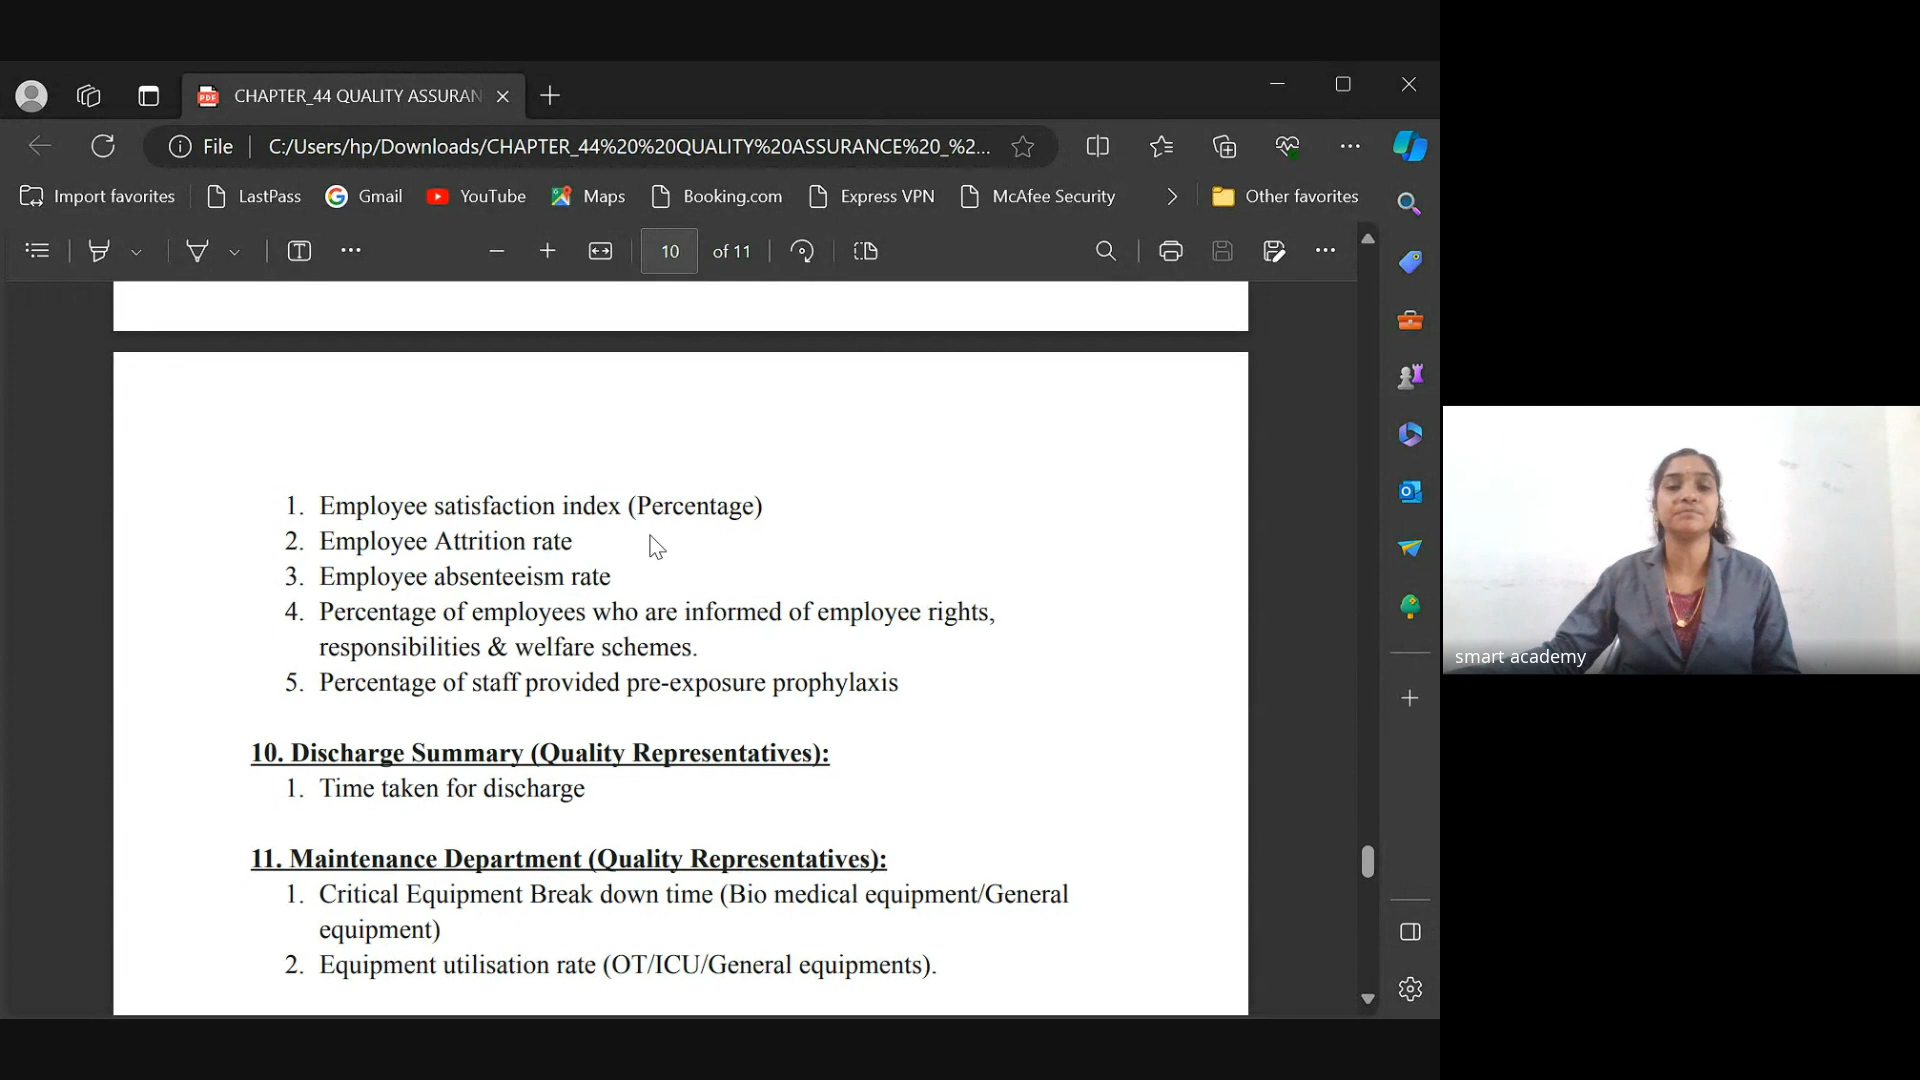 CHAPTER_44 QUALITY ASSURAN
File
C:/Users/hp/Downloads/CHAPTER_44%20%20QUALITY%20ASSURANCE%20_%2...
Import favorites
LastPass
Gmail
YouTube
Maps
Booking.com
Express VPN
McAfee Security
Other favorites
10 of 11
1. Employee satisfaction index (Percentage)
2. Employee Attrition rate
3. Employee absenteeism rate
4. Percentage of employees who are informed of employee rights,
responsibilities & welfare schemes.
5. Percentage of staff provided pre-exposure prophylaxis
10. Discharge Summary (Quality Representatives):
1. Time taken for discharge
11. Maintenance Department (Quality Representatives):
1. Critical Equipment Break down time (Bio medical equipment/General
equipment)
2. Equipment utilisation rate (OT/ICU/General equipments).
smart academy